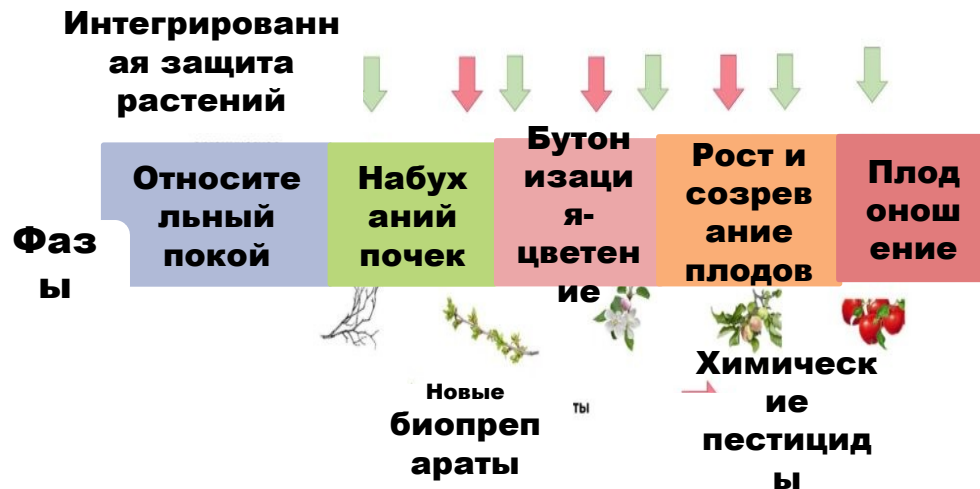 Интегрированн
ая защита
растений
Фаз
ы
Относите
льный
покой
Набух
аний
почек
Бутон
изаци
я-
цветен
ие
Рост и
созрев
ание
плодов
Плод
онош
ение
Новые
биопреп
араты
ты
Химическ
ие
пестицид
ы